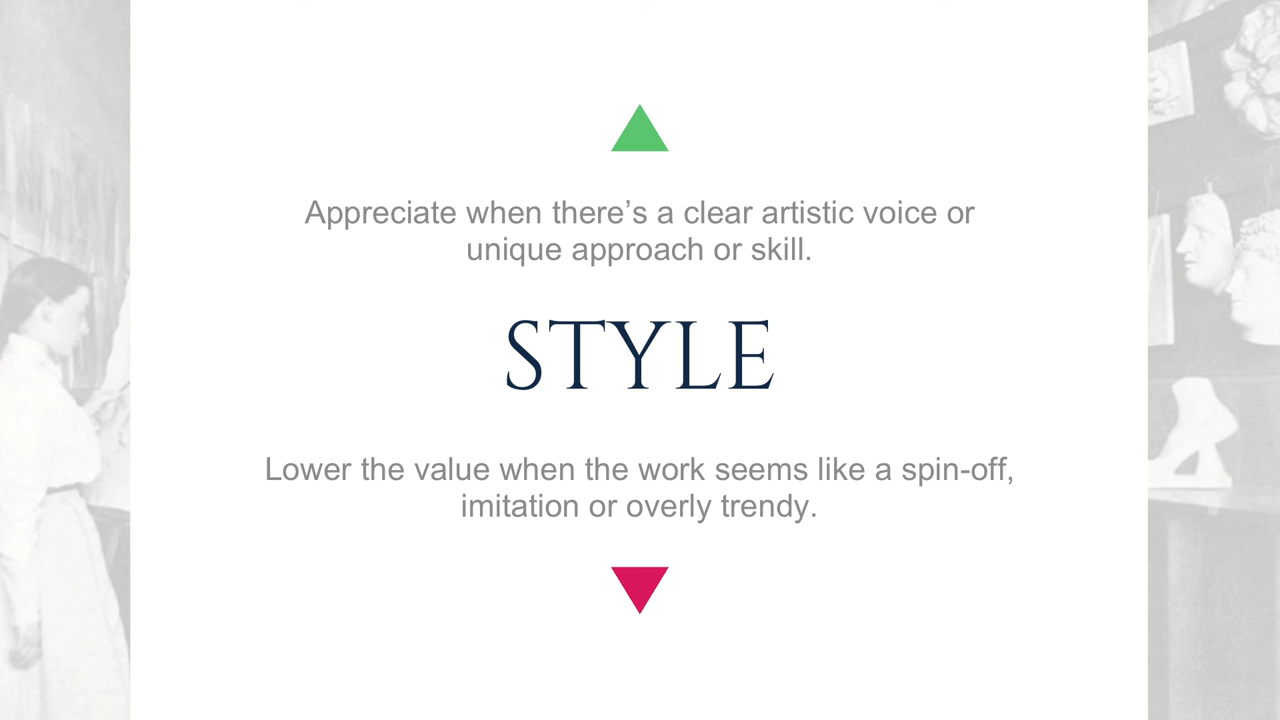 Appreciate when there’s a clear artistic voice or
unique approach or skill.
STYLE
Lower the value when the work seems like a spin-off,
imitation or overly trendy.